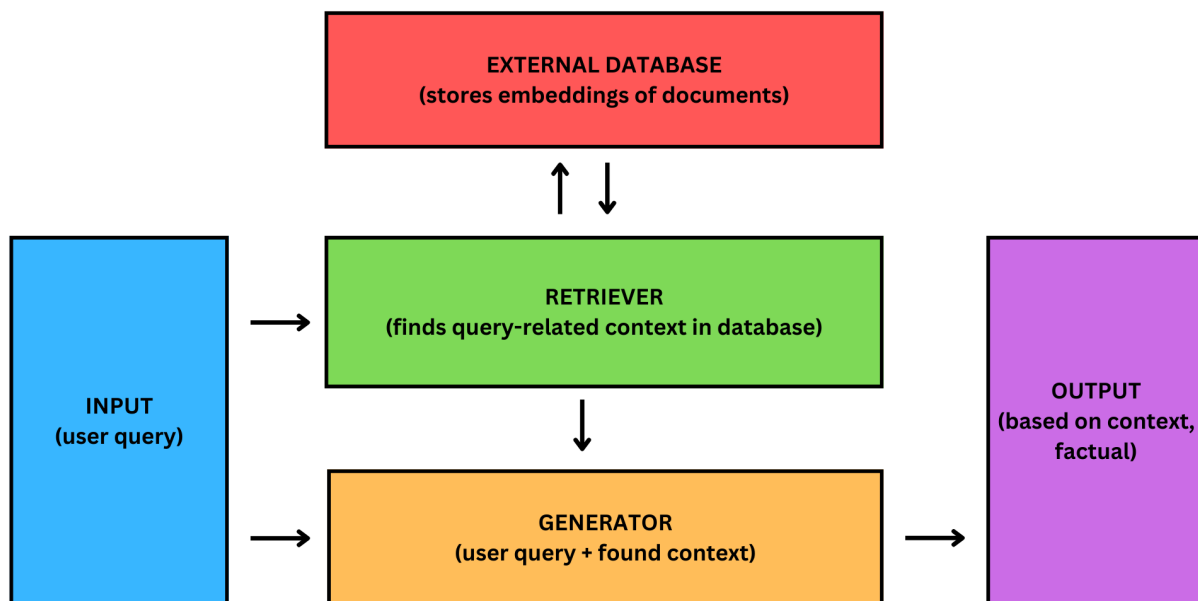 EXTERNAL DATABASE
(stores embeddings of documents)
RETRIEVER
(finds query-related context in database)
INPUT
(user query)
OUTPUT
(based on context,
factual)
GENERATOR
(user query + found context)